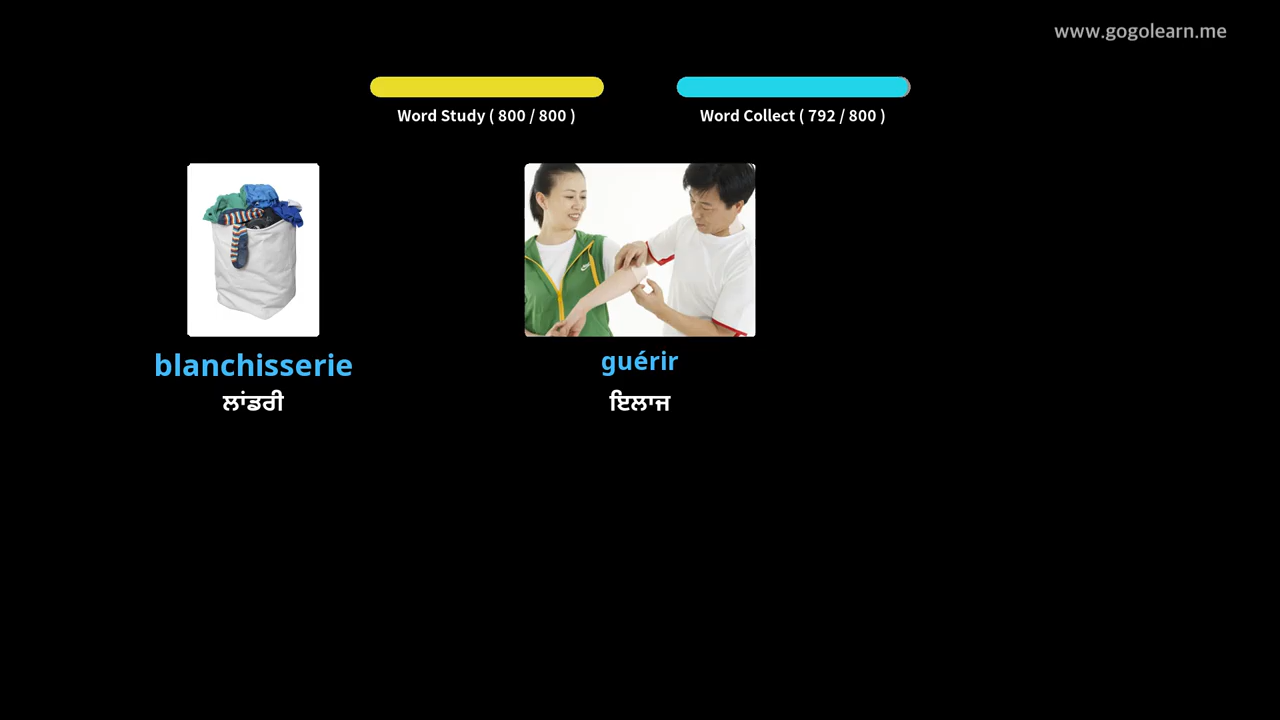 www.gogolearn.me
Word Study ( 800 / 800 )
Word Collect ( 792 / 800 )
blanchisserie
guérir
ਲਾਂਡਰੀ
ਇਲਾਜ